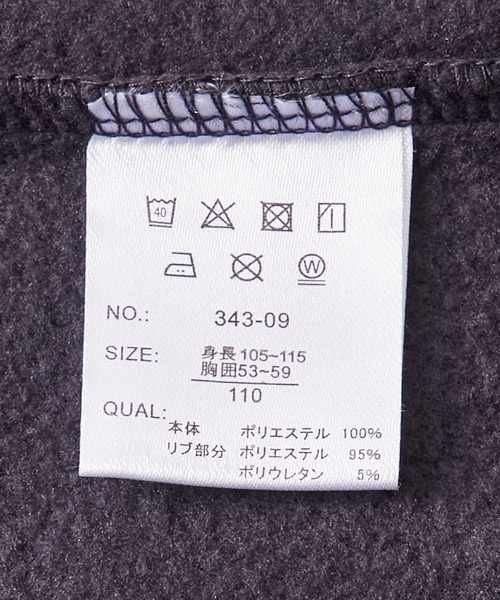 40
W
NO.: 343-09
SIZE: 身長105~115
胸囲53~59
110
QUAL:
本体 ポリエステル 100%
リブ部分 ポリエステル 95%
ポリウレタン 5%